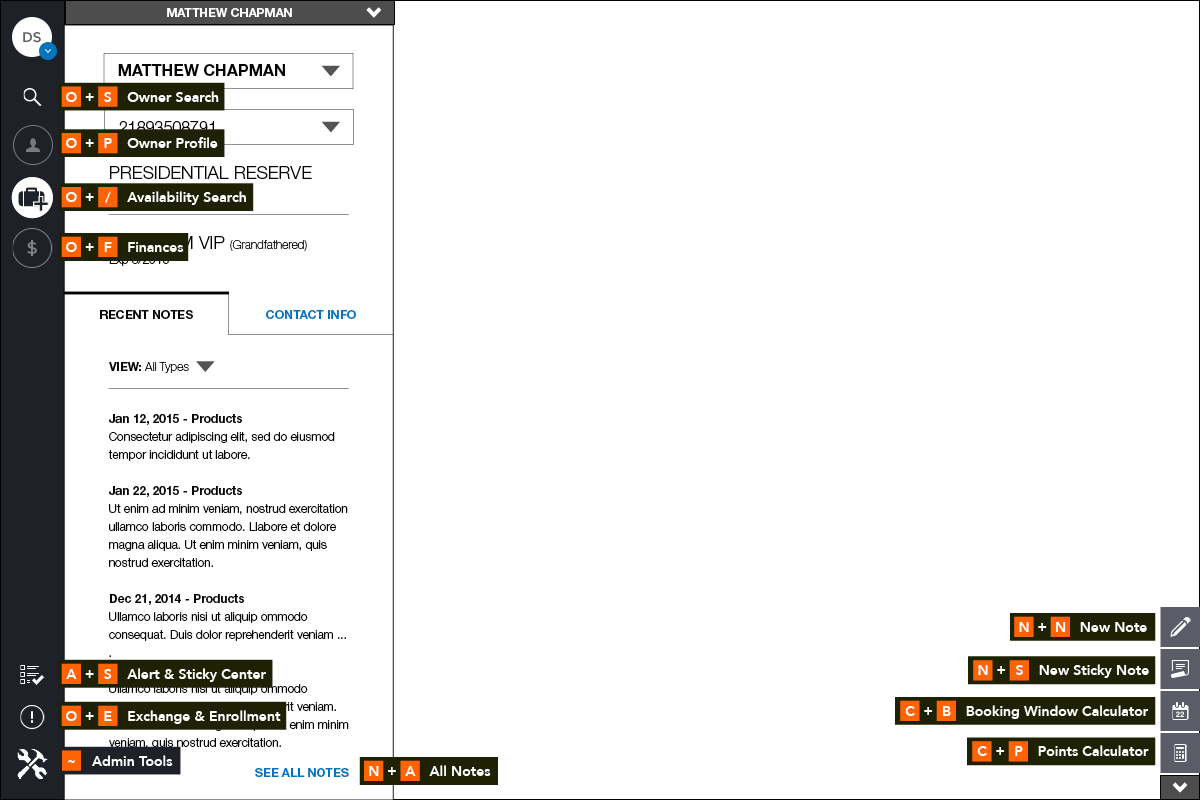 MATTHEW CHAPMAN
DS
MATTHEW CHAPMAN
O + S Owner Search
21893508791
O + P Owner Profile
PRESIDENTIAL RESERVE
O + / Availability Search
M VIP (Grandfathered)
O + F Finances
RECENT NOTES
CONTACT INFO
VIEW: All Types
Jan 12, 2015 - Products
Consectetur adipiscing elit, sed do eiusmod
tempor incididunt ut labore.
Jan 22, 2015 - Products
Ut enim ad minim veniam, nostrud exercitation
ullamco laboris commodo. Llabore et dolore
magna aliqua. Ut enim minim veniam, quis
nostrud exercitation.
Dec 21, 2014 - Products
Ullamco laboris nisi ut aliquip ommodo
consequat. Duis dolor reprehenderit veniam ...
.
A + S Alert & Sticky Center
Ullamco laboris nisi ut aliquip ommodo
rit veniam.
O + E Exchange & Enrollment
enim minim
veniam, quis nostrud exercitation.
~ Admin Tools
SEE ALL NOTES
N + A All Notes
N + N New Note
N + S New Sticky Note
C + B Booking Window Calculator
22
C + P Points Calculator